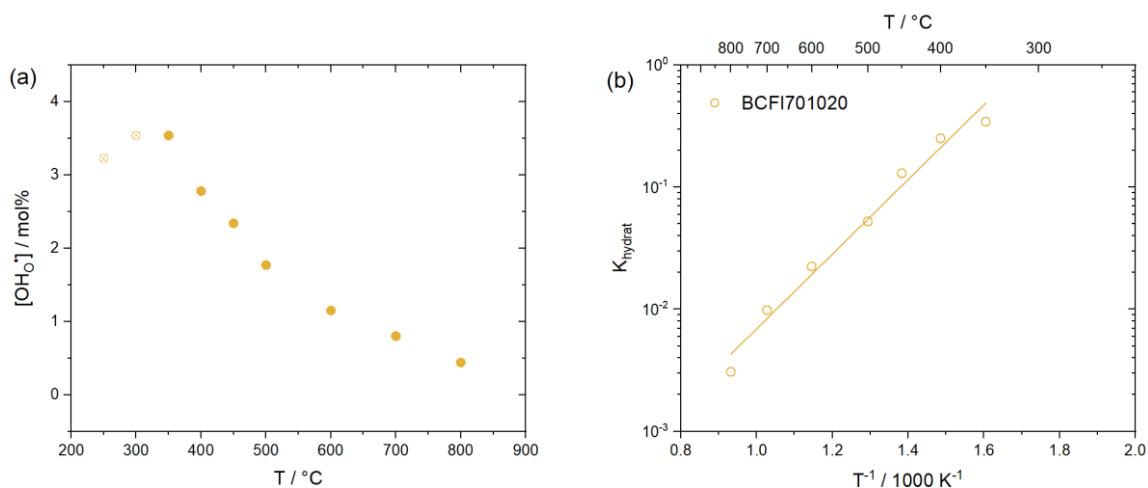 (a)
4
3
2
1
0
[OH_O^•] / mol%
200 300 400 500 600 700 800 900
T / °C
(b)
T / °C
800 700 600 500 400 300
10^0
10^-1
10^-2
10^-3
K_hydrat
BCFI701020
0.8 1.0 1.2 1.4 1.6 1.8 2.0
T^-1 / 1000 K^-1